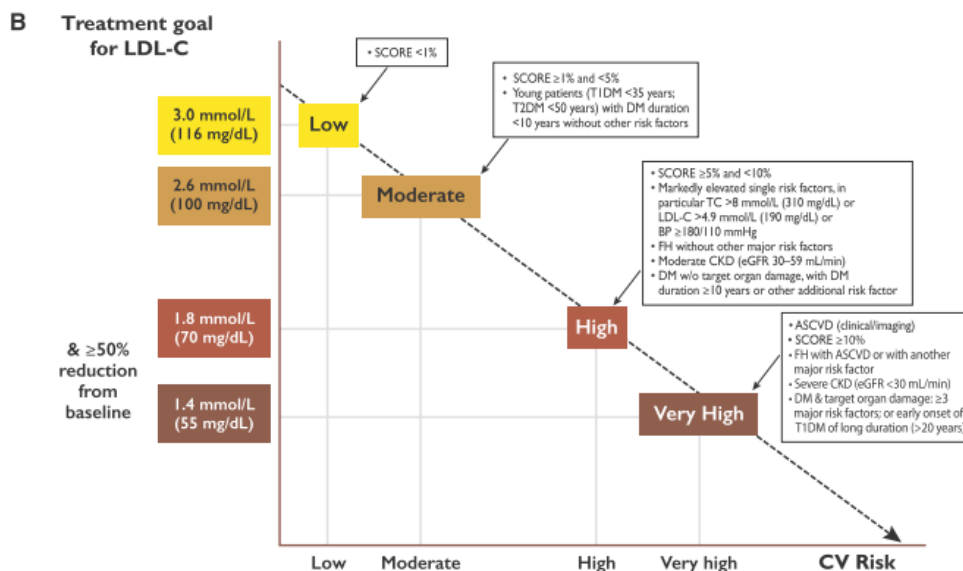 B
Treatment goal
for LDL-C
3.0 mmol/L
(116 mg/dL)
2.6 mmol/L
(100 mg/dL)
1.8 mmol/L
(70 mg/dL)
& ≥50%
reduction
from
baseline
1.4 mmol/L
(55 mg/dL)
Low
• SCORE <1%
Moderate
• SCORE ≥1% and <5%
• Young patients (T1DM <35 years;
T2DM <50 years) with DM duration
<10 years without other risk factors
High
• SCORE ≥5% and <10%
• Markedly elevated single risk factors, in
particular TC >8 mmol/L (310 mg/dL) or
LDL-C >4.9 mmol/L (190 mg/dL) or
BP ≥180/110 mmHg
• FH without other major risk factors
• Moderate CKD (eGFR 30–59 mL/min)
• DM w/o target organ damage, with DM
duration ≥10 years or other additional risk factor
Very High
• ASCVD (clinical/imaging)
• SCORE ≥10%
• FH with ASCVD or with another
major risk factor
• Severe CKD (eGFR <30 mL/min)
• DM & target organ damage: ≥3
major risk factors; or early onset of
T1DM of long duration (>20 years)
Low
Moderate
High
Very high
CV Risk